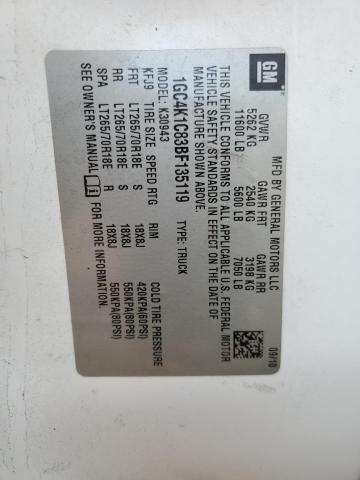 GM
MFD BY GENERAL MOTORS LLC
GVWR GAWR FRT GAWR RR
5262 KG 2540 KG 3198 KG
11600 LB 5600 LB 7050 LB
09/10
THIS VEHICLE CONFORMS TO ALL APPLICABLE U.S. FEDERAL MOTOR
VEHICLE SAFETY STANDARDS IN EFFECT ON THE DATE OF
MANUFACTURE SHOWN ABOVE.
1GC4K1C83BF135119 TYPE: TRUCK
MODEL: K30943
KFJ9 TIRE SIZE SPEED RTG RIM COLD TIRE PRESSURE
FRT LT265/70R18E S 18X8J 420KPA(60PSI)
RR LT265/70R18E S 18X8J 550KPA(80PSI)
SPA LT265/70R18E R 18X8J 550KPA(80PSI)
SEE OWNER'S MANUAL FOR MORE INFORMATION.